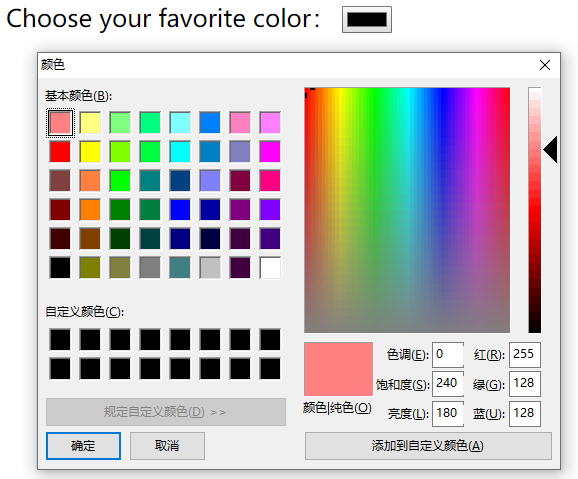 Choose your favorite color:
颜色
基本颜色(B):
自定义颜色(C):
规定自定义颜色(D) >>
确定
取消
颜色|纯色(O)
色调(E): 0
红(R): 255
饱和度(S): 240
绿(G): 128
亮度(L): 180
蓝(U): 128
添加到自定义颜色(A)